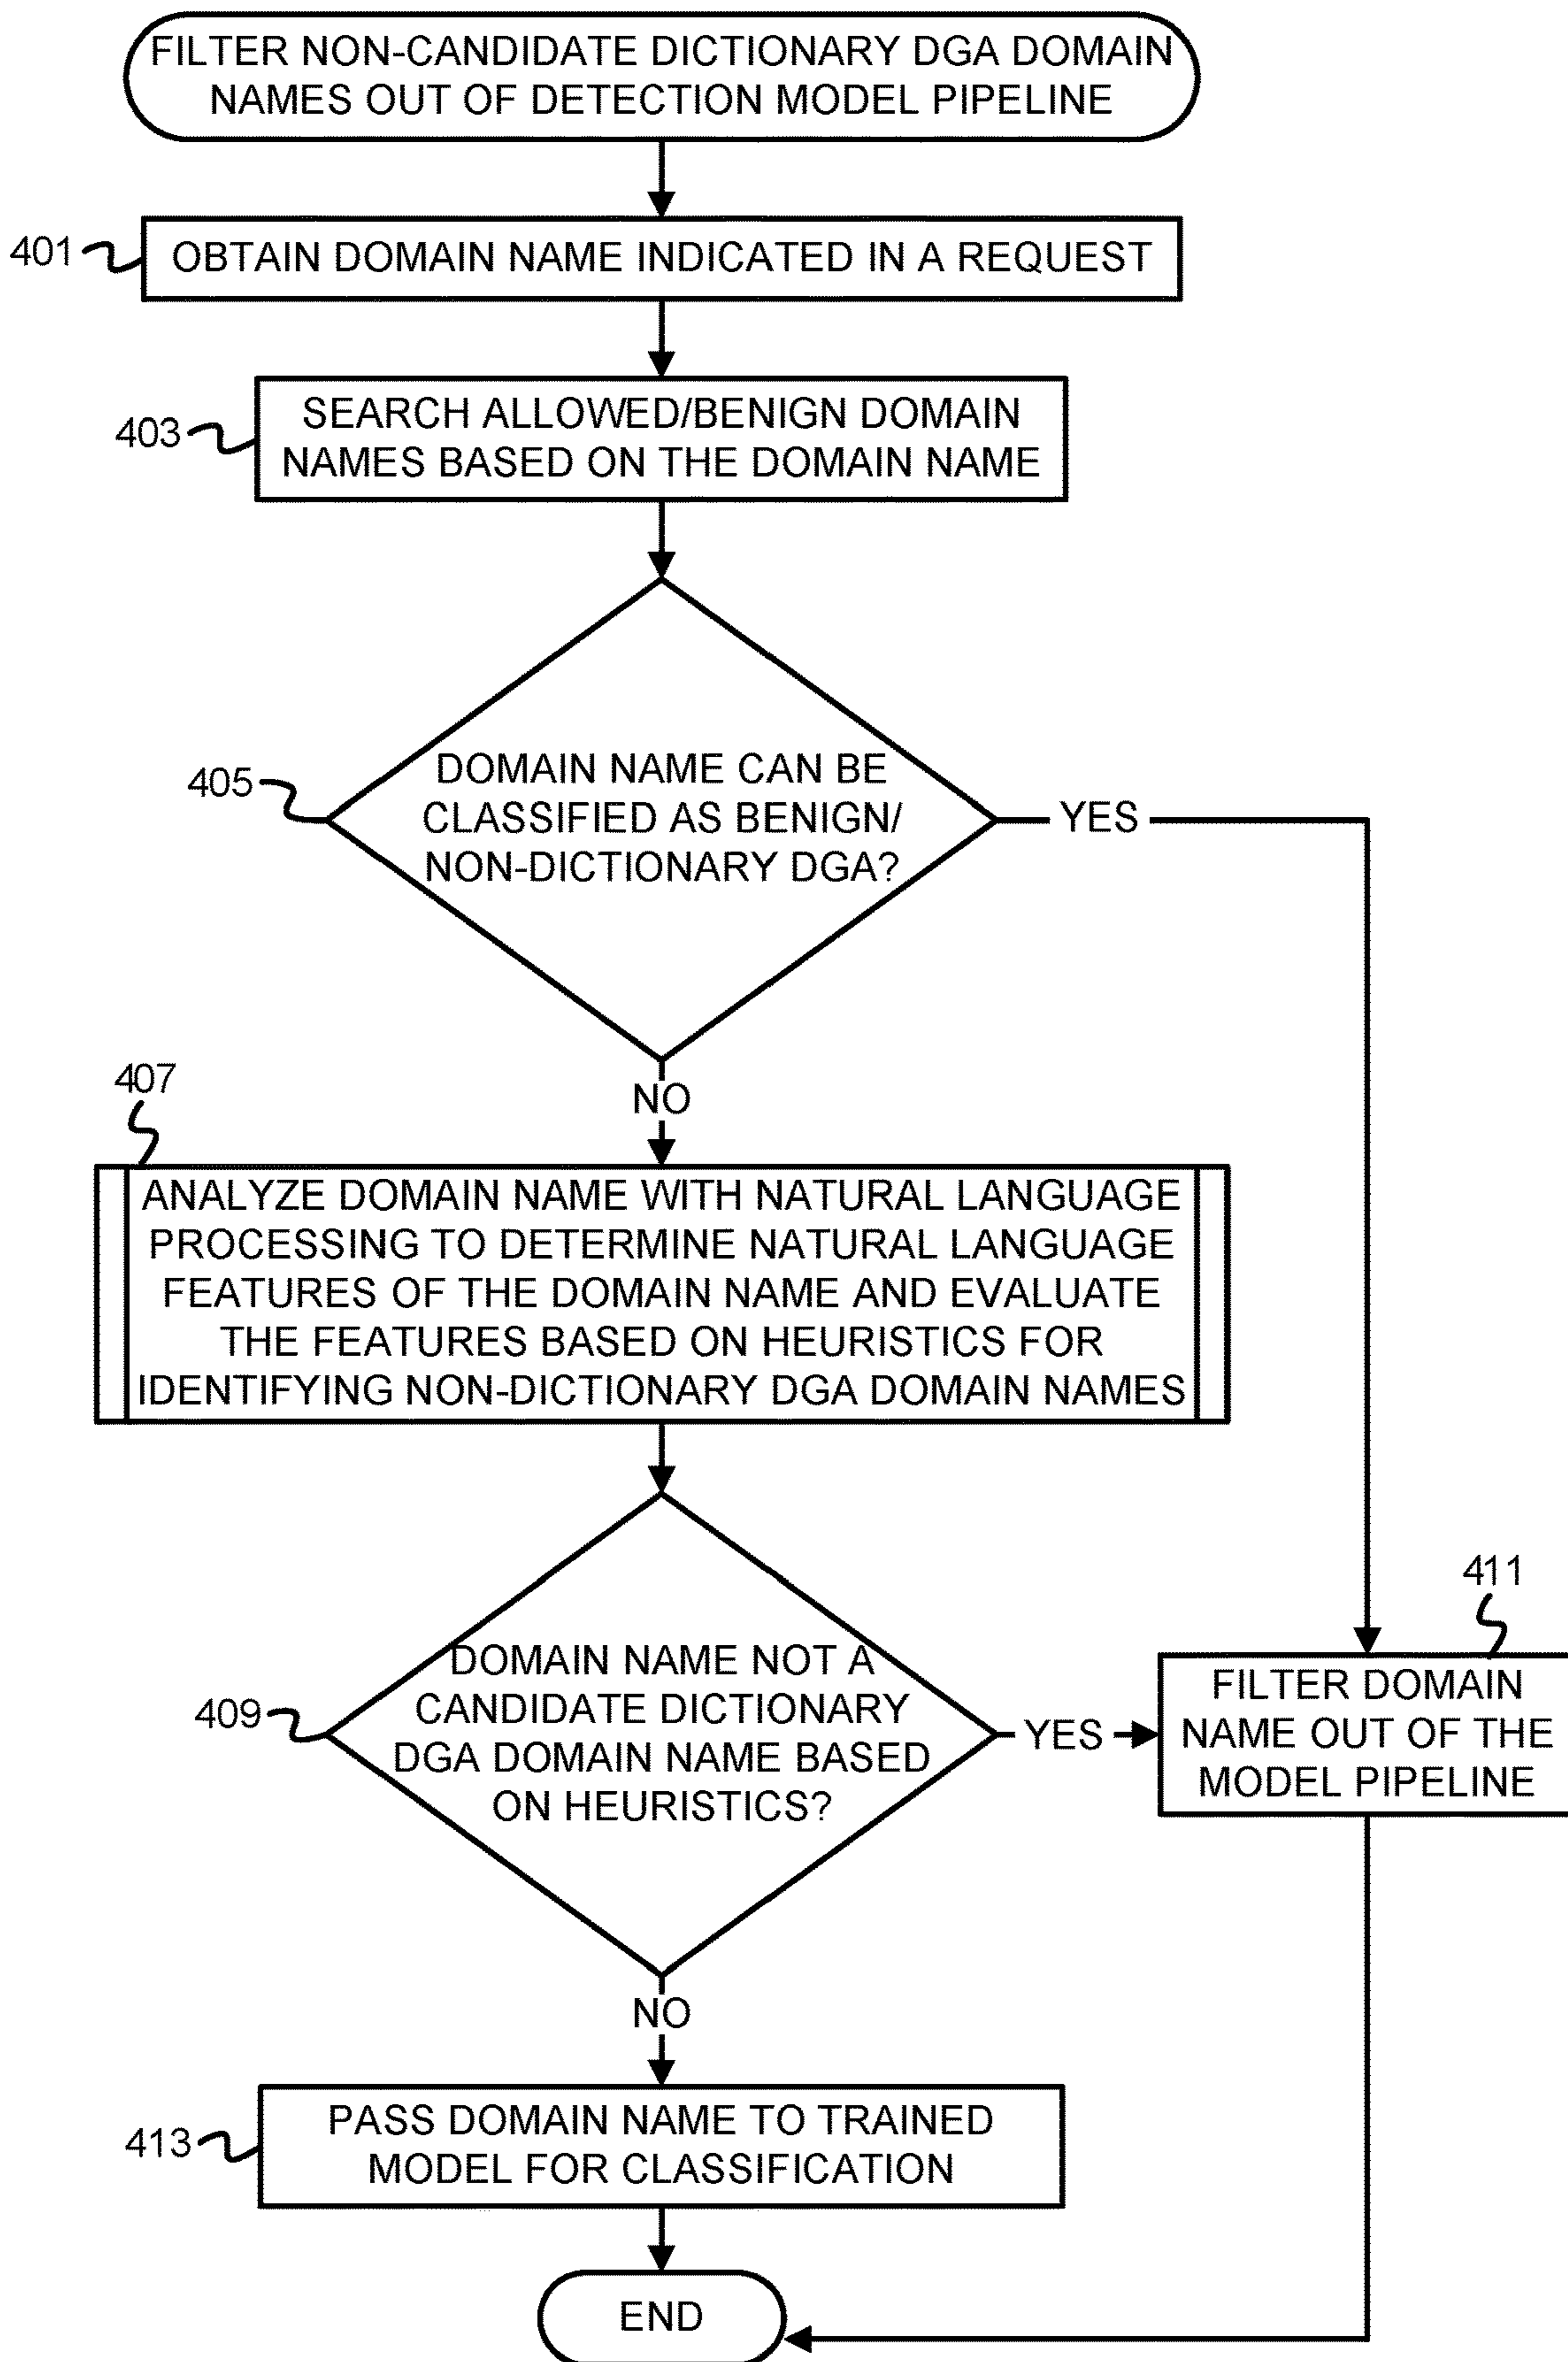 FILTER NON-CANDIDATE DICTIONARY DGA DOMAIN
NAMES OUT OF DETECTION MODEL PIPELINE
401
OBTAIN DOMAIN NAME INDICATED IN A REQUEST
403
SEARCH ALLOWED/BENIGN DOMAIN
NAMES BASED ON THE DOMAIN NAME
405
DOMAIN NAME CAN BE
CLASSIFIED AS BENIGN/
NON-DICTIONARY DGA?
YES
NO
407
ANALYZE DOMAIN NAME WITH NATURAL LANGUAGE
PROCESSING TO DETERMINE NATURAL LANGUAGE
FEATURES OF THE DOMAIN NAME AND EVALUATE
THE FEATURES BASED ON HEURISTICS FOR
IDENTIFYING NON-DICTIONARY DGA DOMAIN NAMES
409
DOMAIN NAME NOT A
CANDIDATE DICTIONARY
DGA DOMAIN NAME BASED
ON HEURISTICS?
YES
411
FILTER DOMAIN
NAME OUT OF THE
MODEL PIPELINE
NO
413
PASS DOMAIN NAME TO TRAINED
MODEL FOR CLASSIFICATION
END